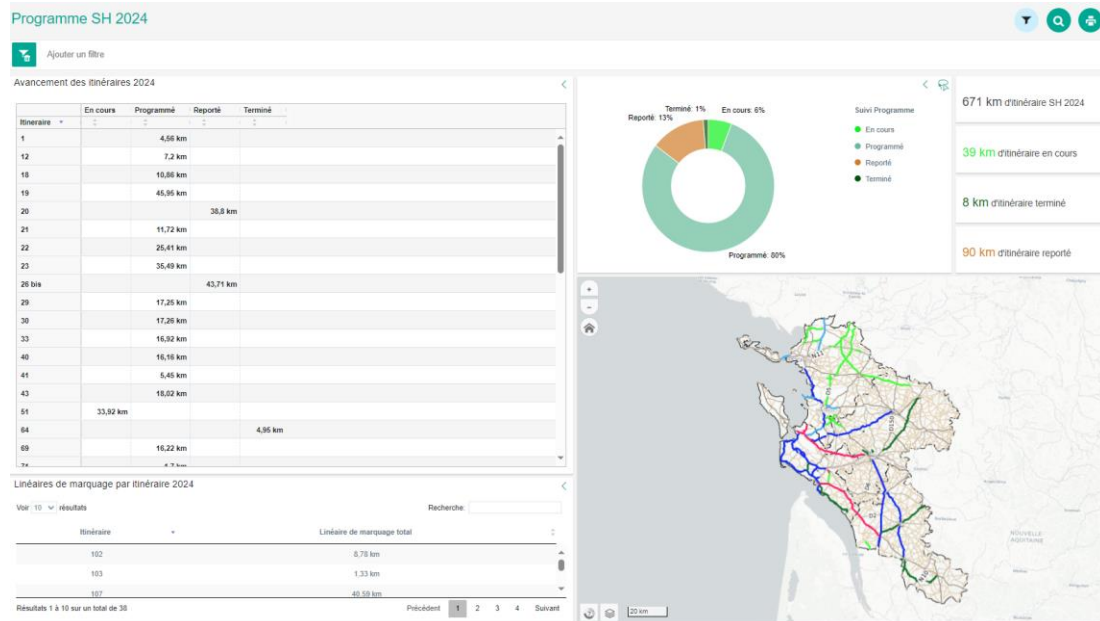 Programme SH 2024
Ajouter un filtre
Avancement des itinéraires 2024
En cours Programmé Reporté Terminé
Itineraire
1 4,56 km
12 7,2 km
18 10,86 km
19 45,95 km
20 38,8 km
21 11,72 km
22 25,41 km
23 35,49 km
26 bis 43,71 km
29 17,25 km
30 17,26 km
33 16,92 km
40 16,16 km
41 5,45 km
43 18,02 km
51 33,92 km
64 4,95 km
69 16,22 km
Linéaires de marquage par itinéraire 2024
Voir 10 résultats Recherche:
Itinéraire Linéaire de marquage total
102 8,78 km
103 1,33 km
107 40,59 km
Résultats 1 à 10 sur un total de 38
Précédent 1 2 3 4 Suivant
Terminé: 1% En cours: 6%
Reporté: 13%
Programmé: 80%
Suivi Programme
En cours
Programmé
Reporté
Terminé
671 km d'itinéraire SH 2024
39 km d'itinéraire en cours
8 km d'itinéraire terminé
90 km d'itinéraire reporté
+
-
N11
D150
D2
N10
NOUVELLE-
AQUITAINE
20 km